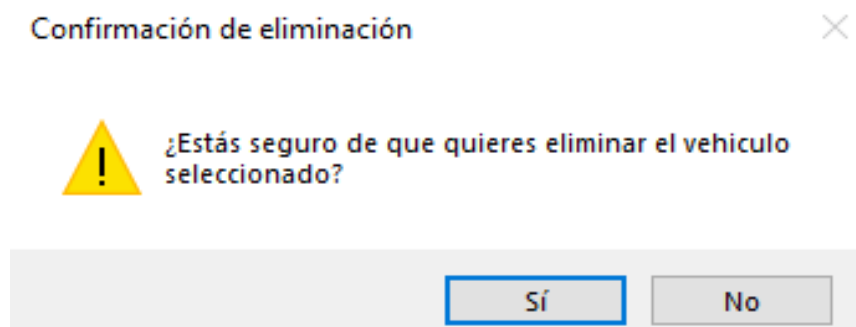 Confirmación de eliminación
¿Estás seguro de que quieres eliminar el vehiculo
seleccionado?
Sí
No